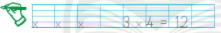 × × × 3 × 4 = 12